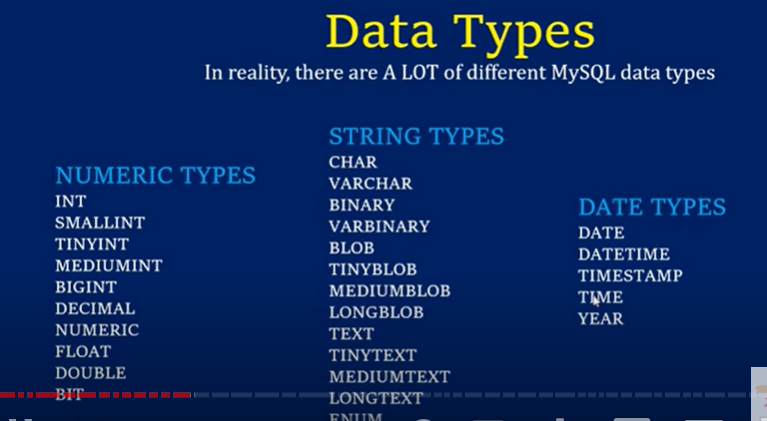 Data Types
In reality, there are A LOT of different MySQL data types
NUMERIC TYPES
INT
SMALLINT
TINYINT
MEDIUMINT
BIGINT
DECIMAL
NUMERIC
FLOAT
DOUBLE
BIT
STRING TYPES
CHAR
VARCHAR
BINARY
VARBINARY
BLOB
TINYBLOB
MEDIUMBLOB
LONGBLOB
TEXT
TINYTEXT
MEDIUMTEXT
LONGTEXT
ENUM
DATE TYPES
DATE
DATETIME
TIMESTAMP
TIME
YEAR